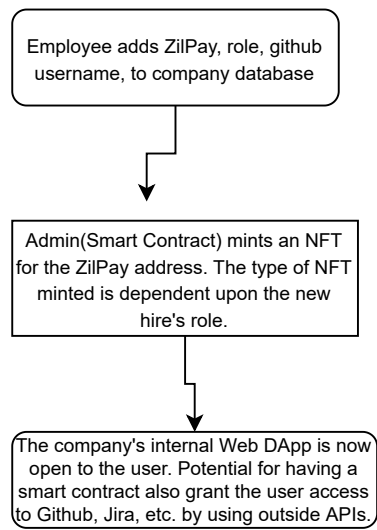 Employee adds ZilPay, role, github
username, to company database
Admin(Smart Contract) mints an NFT
for the ZilPay address. The type of NFT
minted is dependent upon the new
hire's role.
The company's internal Web DApp is now
open to the user. Potential for having a
smart contract also grant the user access
to Github, Jira, etc. by using outside APIs.